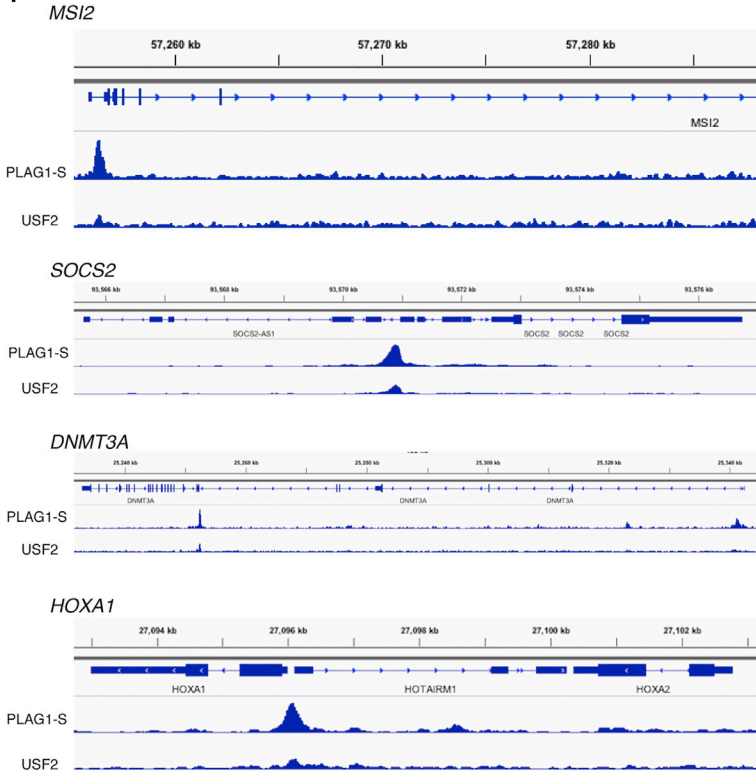 MSI2
57,260 kb 57,270 kb 57,280 kb
MSI2
PLAG1-S
USF2
SOCS2
93,566 kb 93,568 kb 93,570 kb 93,572 kb 93,574 kb 93,576 kb
SOCS2-AS1 SOCS2 SOCS2 SOCS2
PLAG1-S
USF2
DNMT3A
25,240 kb 25,260 kb 25,280 kb 25,300 kb 25,320 kb 25,340 kb
DNMT3A DNMT3A DNMT3A
PLAG1-S
USF2
HOXA1
27,094 kb 27,096 kb 27,098 kb 27,100 kb 27,102 kb
HOXA1 HOTAIRM1 HOXA2
PLAG1-S
USF2